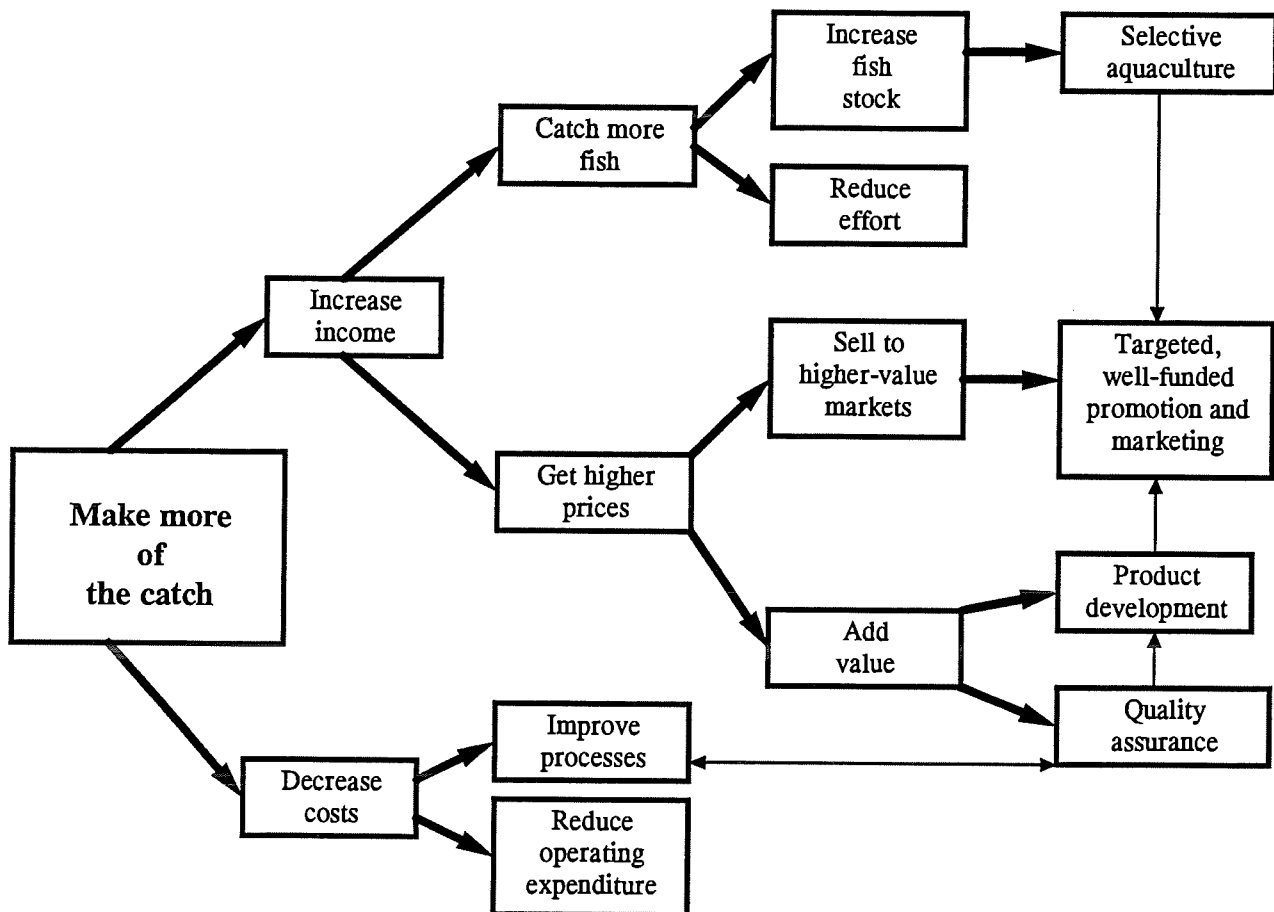 Increase
fish
stock
Selective
aquaculture
Catch more
fish
Reduce
effort
Increase
income
Sell to
higher-value
markets
Targeted,
well-funded
promotion and
marketing
Get higher
prices
Make more
of
the catch
Product
development
Add
value
Quality
assurance
Improve
processes
Decrease
costs
Reduce
operating
expenditure